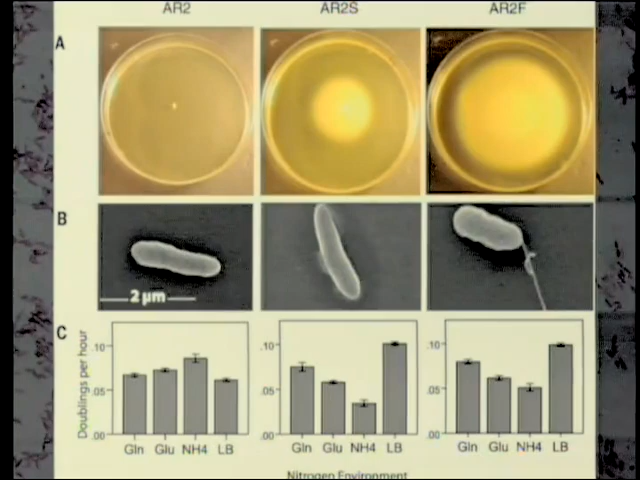 AR2 AR2S AR2F
A
B
2 μm
C
Doublings per hour
.10 .10 .10
.05 .05 .05
.00 .00 .00
Gln Glu NH4 LB Gln Glu NH4 LB Gln Glu NH4 LB
Nitrogen Environment